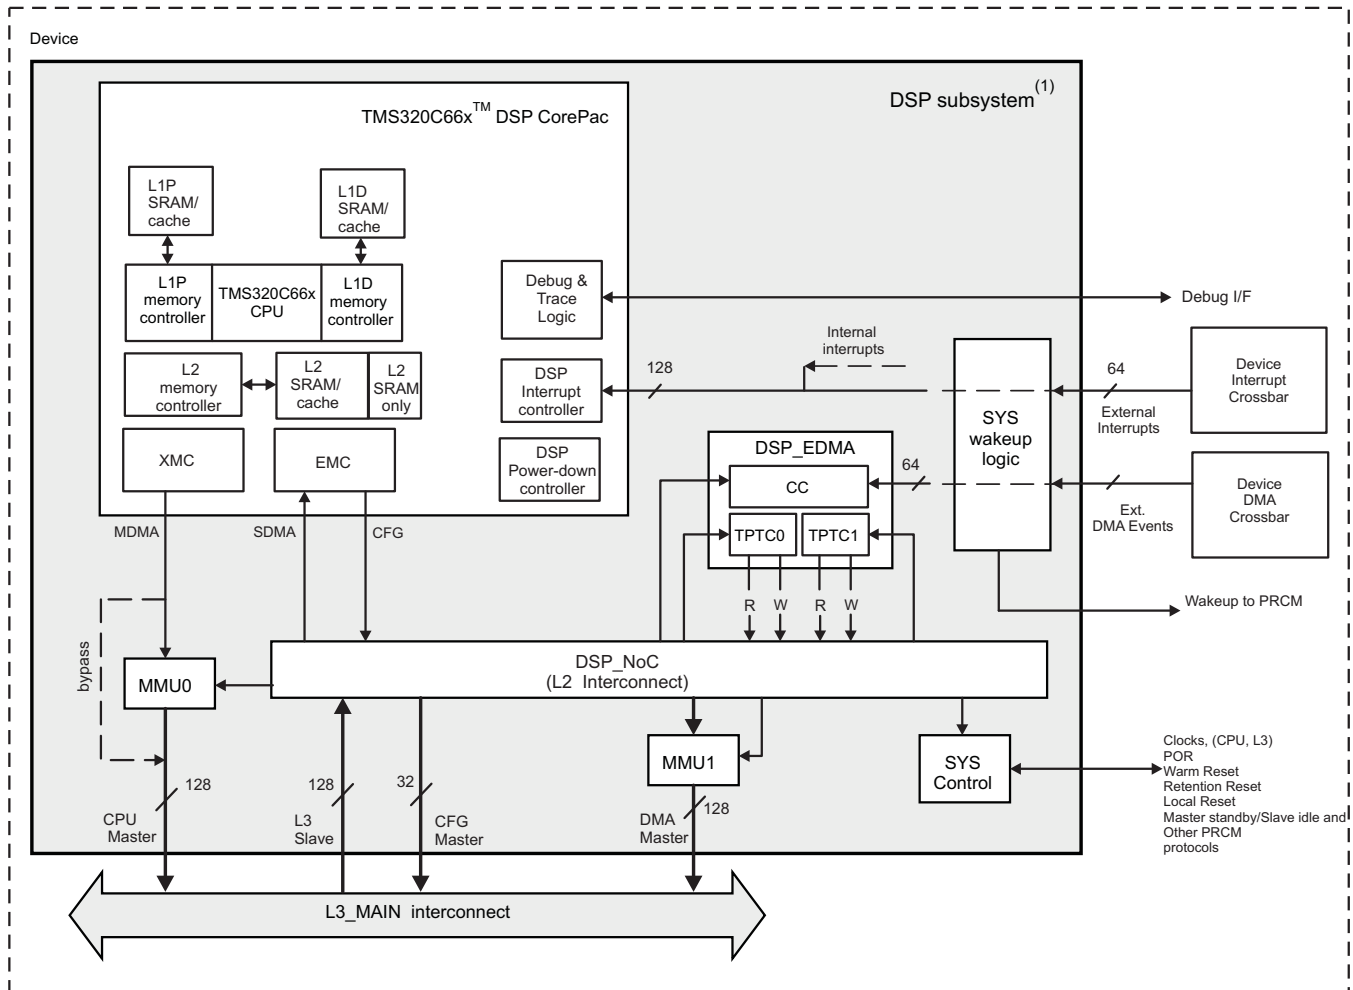 Device
DSP subsystem(1)
TMS320C66x™ DSP CorePac
L1P
SRAM/
cache
L1D
SRAM/
cache
L1P
memory
controller
TMS320C66x
CPU
L1D
memory
controller
L2
memory
controller
L2
SRAM/
cache
L2
SRAM
only
XMC
EMC
Debug &
Trace
Logic
DSP
Interrupt
controller
DSP
Power-down
controller
Debug I/F
Internal
interrupts
128
SYS
wakeup
logic
64
External
Interrupts
Device
Interrupt
Crossbar
DSP_EDMA
CC
64
TPTC0
TPTC1
Ext.
DMA Events
Device
DMA
Crossbar
MDMA
SDMA
CFG
R
W
R
W
Wakeup to PRCM
bypass
MMU0
DSP_NoC
(L2 Interconnect)
MMU1
SYS
Control
Clocks, (CPU, L3)
POR
Warm Reset
Retention Reset
Local Reset
Master standby/Slave idle and
Other PRCM
protocols
128
CPU
Master
128
L3
Slave
32
CFG
Master
128
DMA
Master
L3_MAIN interconnect